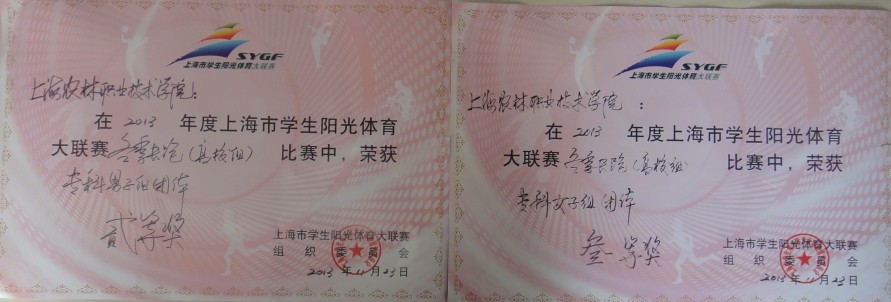 SYGF
上海市学生阳光体育大联赛
上海农林职业技术学院：
在 2013 年度上海市学生阳光体育
大联赛冬季长跑（高校组）比赛中，荣获
专科男子组团体
贰等奖
上海市学生阳光体育大联赛
组织委员会
2013年11月23日
SYGF
上海市学生阳光体育大联赛
上海农林职业技术学院：
在 2013 年度上海市学生阳光体育
大联赛冬季长跑（高校组）比赛中，荣获
专科女子组团体
叁等奖
上海市学生阳光体育大联赛
组织委员会
2013年11月23日